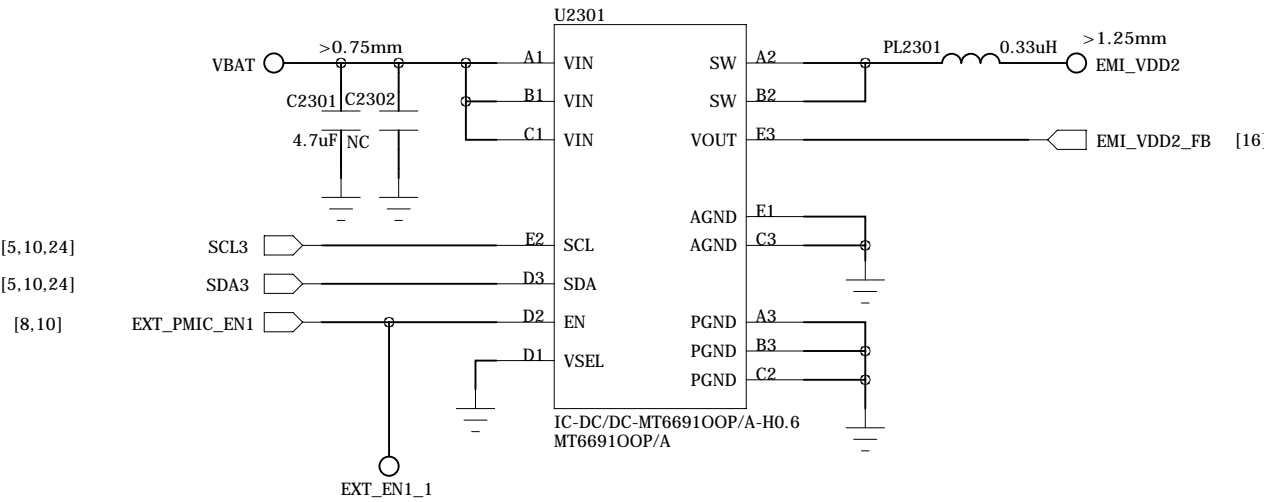 U2301
>0.75mm
VBAT
A1 VIN
SW A2
PL2301 0.33uH
>1.25mm
EMI_VDD2
C2301 C2302
B1 VIN
SW B2
4.7uF NC
C1 VIN
VOUT E3
EMI_VDD2_FB [16]
AGND E1
[5,10,24] SCL3
E2 SCL
AGND C3
[5,10,24] SDA3
D3 SDA
[8,10] EXT_PMIC_EN1
D2 EN
PGND A3
PGND B3
D1 VSEL
PGND C2
IC-DC/DC-MT6691OOP/A-H0.6
MT6691OOP/A
EXT_EN1_1